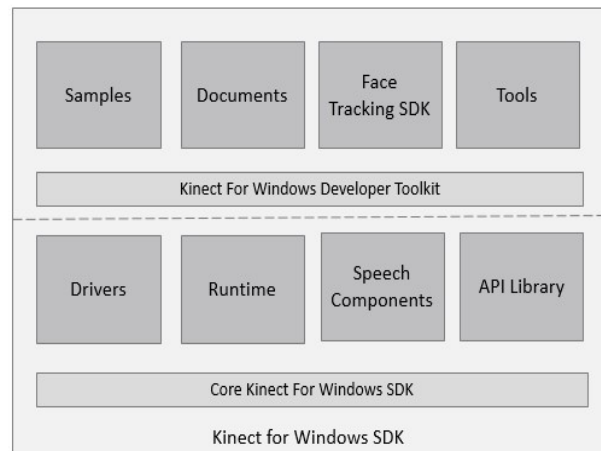 Samples
Documents
Face
Tracking SDK
Tools
Kinect For Windows Developer Toolkit
Drivers
Runtime
Speech
Components
API Library
Core Kinect For Windows SDK
Kinect for Windows SDK